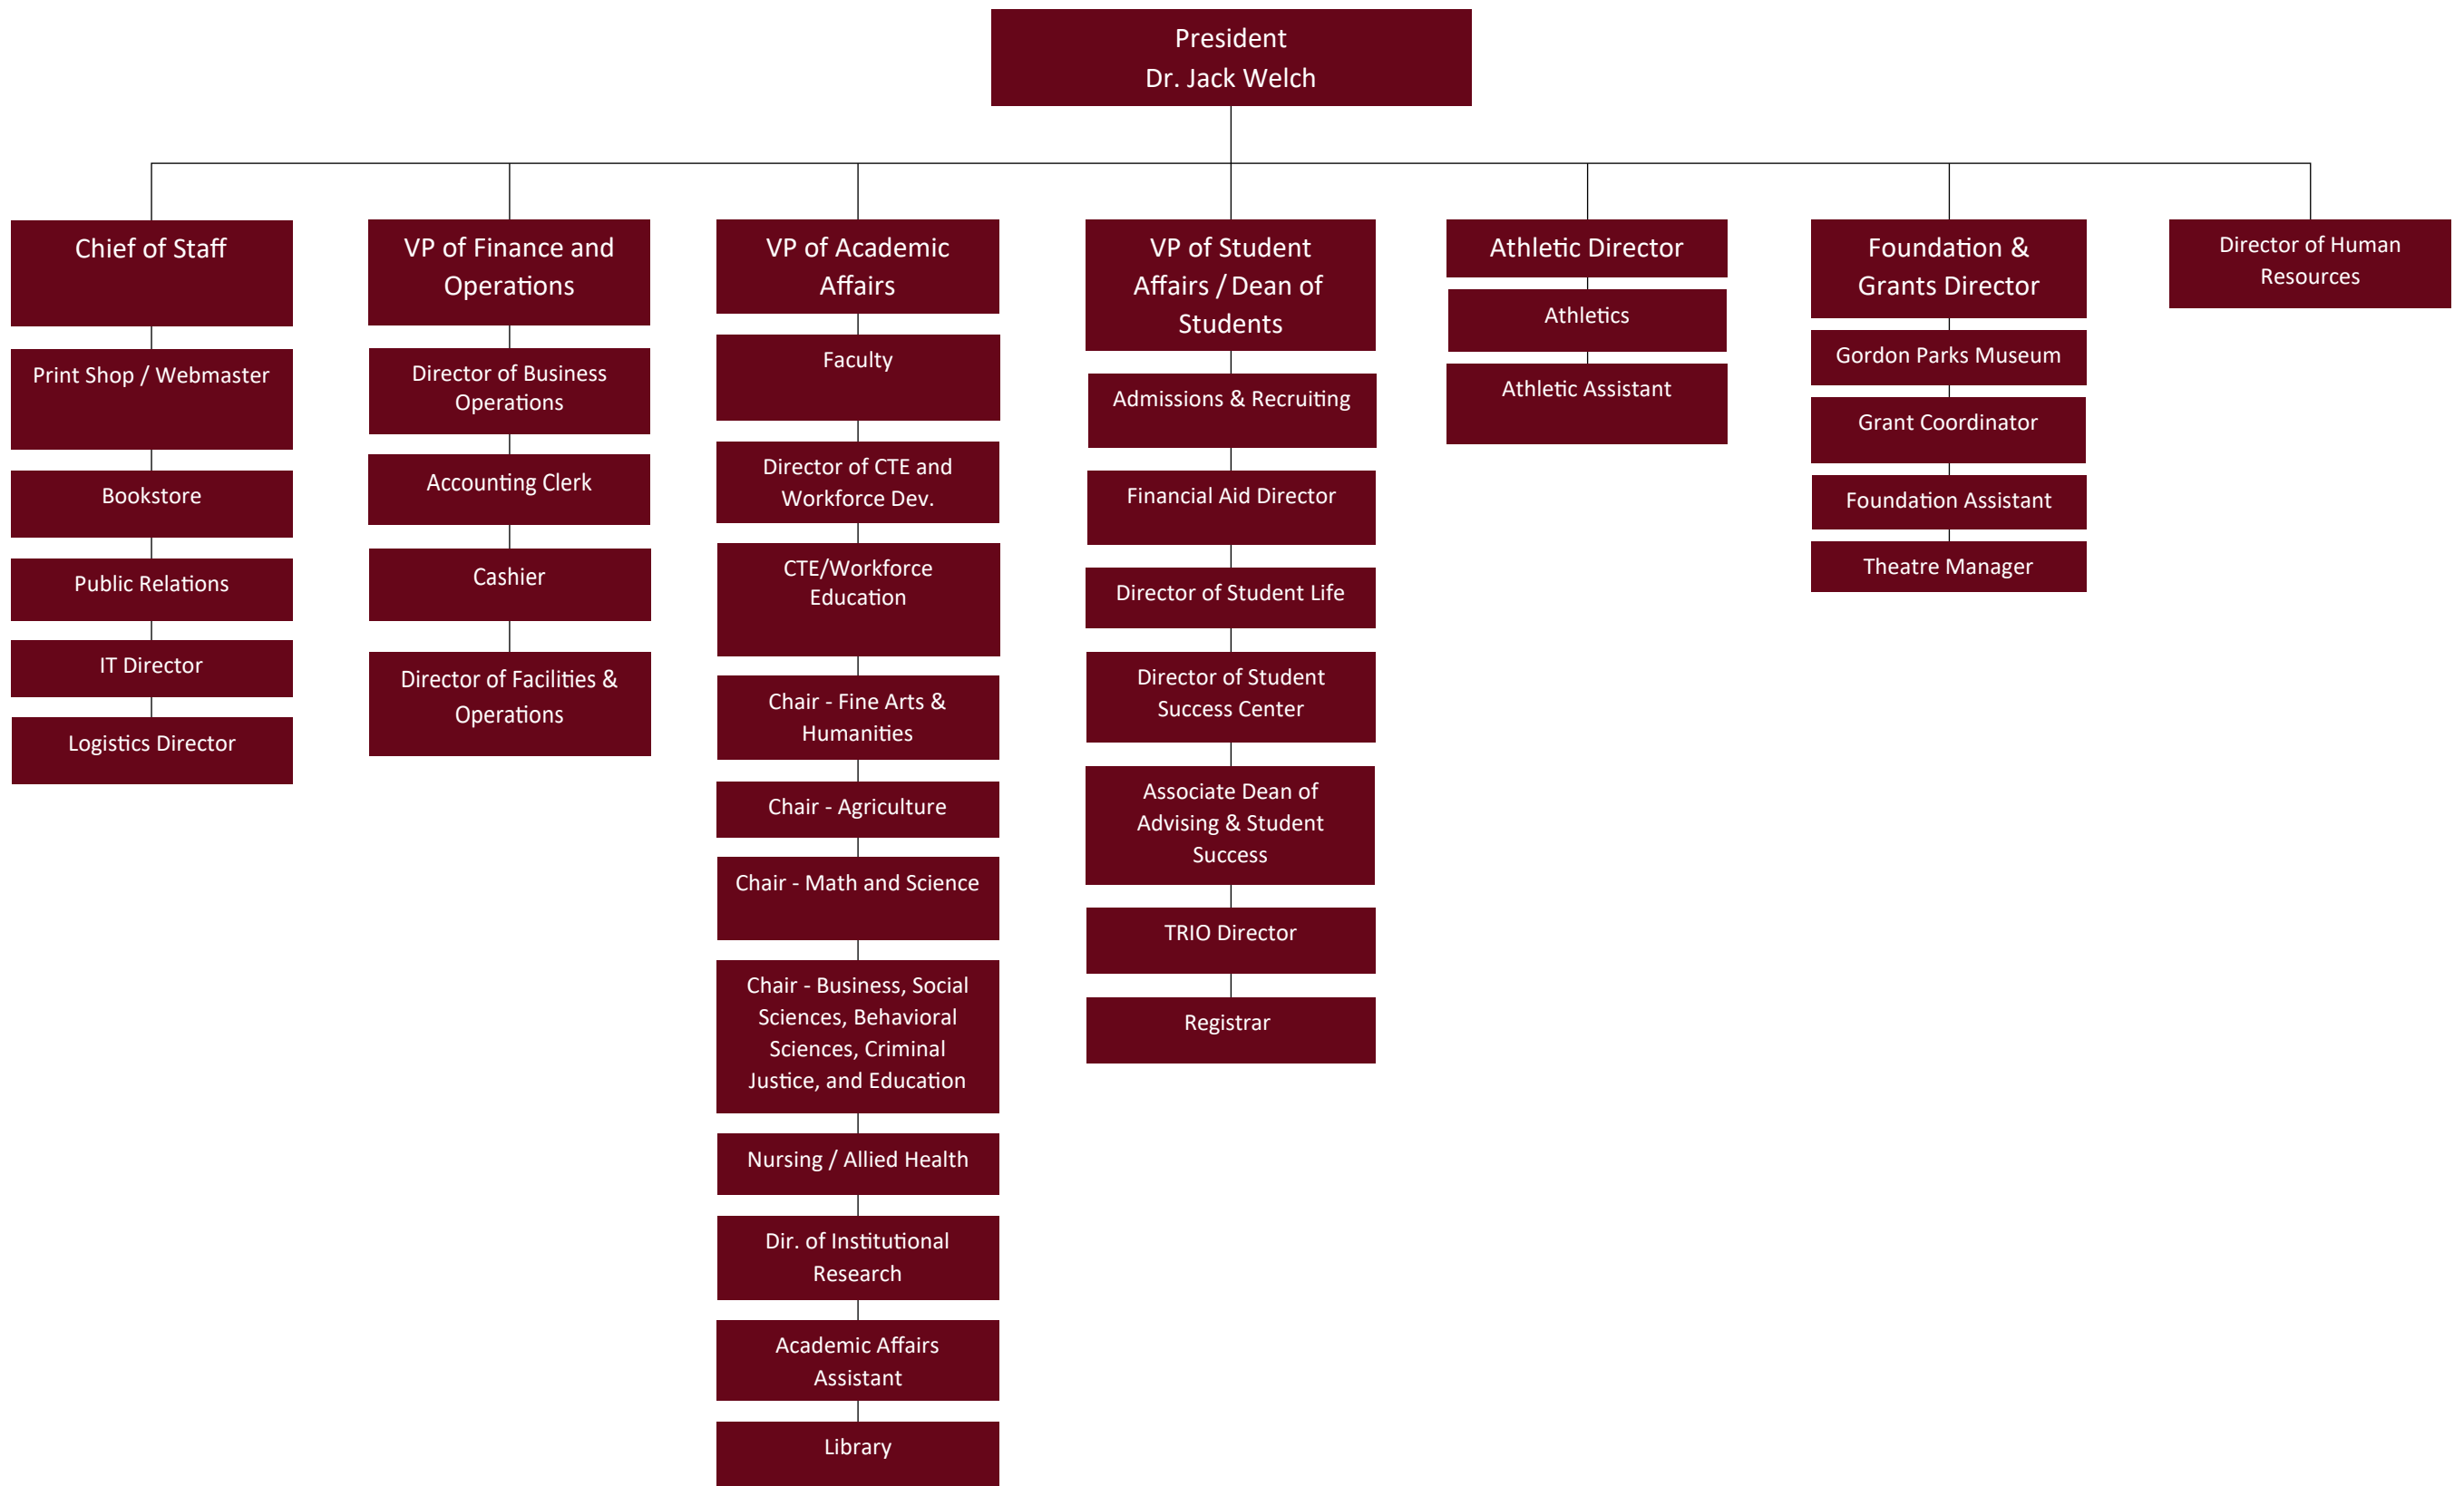 President
Dr. Jack Welch
Chief of Staff
Print Shop / Webmaster
Bookstore
Public Relations
IT Director
Logistics Director
VP of Finance and
Operations
Director of Business
Operations
Accounting Clerk
Cashier
Director of Facilities &
Operations
VP of Academic
Affairs
Faculty
Director of CTE and
Workforce Dev.
CTE/Workforce
Education
Chair - Fine Arts &
Humanities
Chair - Agriculture
Chair - Math and Science
Chair - Business, Social
Sciences, Behavioral
Sciences, Criminal
Justice, and Education
Nursing / Allied Health
Dir. of Institutional
Research
Academic Affairs
Assistant
Library
VP of Student
Affairs / Dean of
Students
Admissions & Recruiting
Financial Aid Director
Director of Student Life
Director of Student
Success Center
Associate Dean of
Advising & Student
Success
TRIO Director
Registrar
Athletic Director
Athletics
Athletic Assistant
Foundation &
Grants Director
Gordon Parks Museum
Grant Coordinator
Foundation Assistant
Theatre Manager
Director of Human
Resources